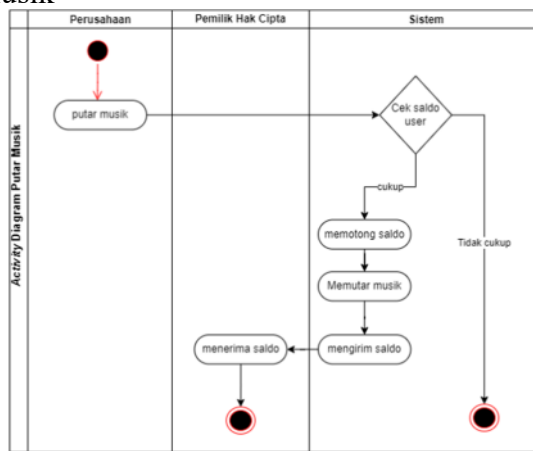 usik
Perusahaan
Pemilik Hak Cipta
Sistem
Activity Diagram Putar Musik
putar musik
Cek saldo
user
cukup
memotong saldo
Tidak cukup
Memutar musik
menerima saldo
mengirim saldo